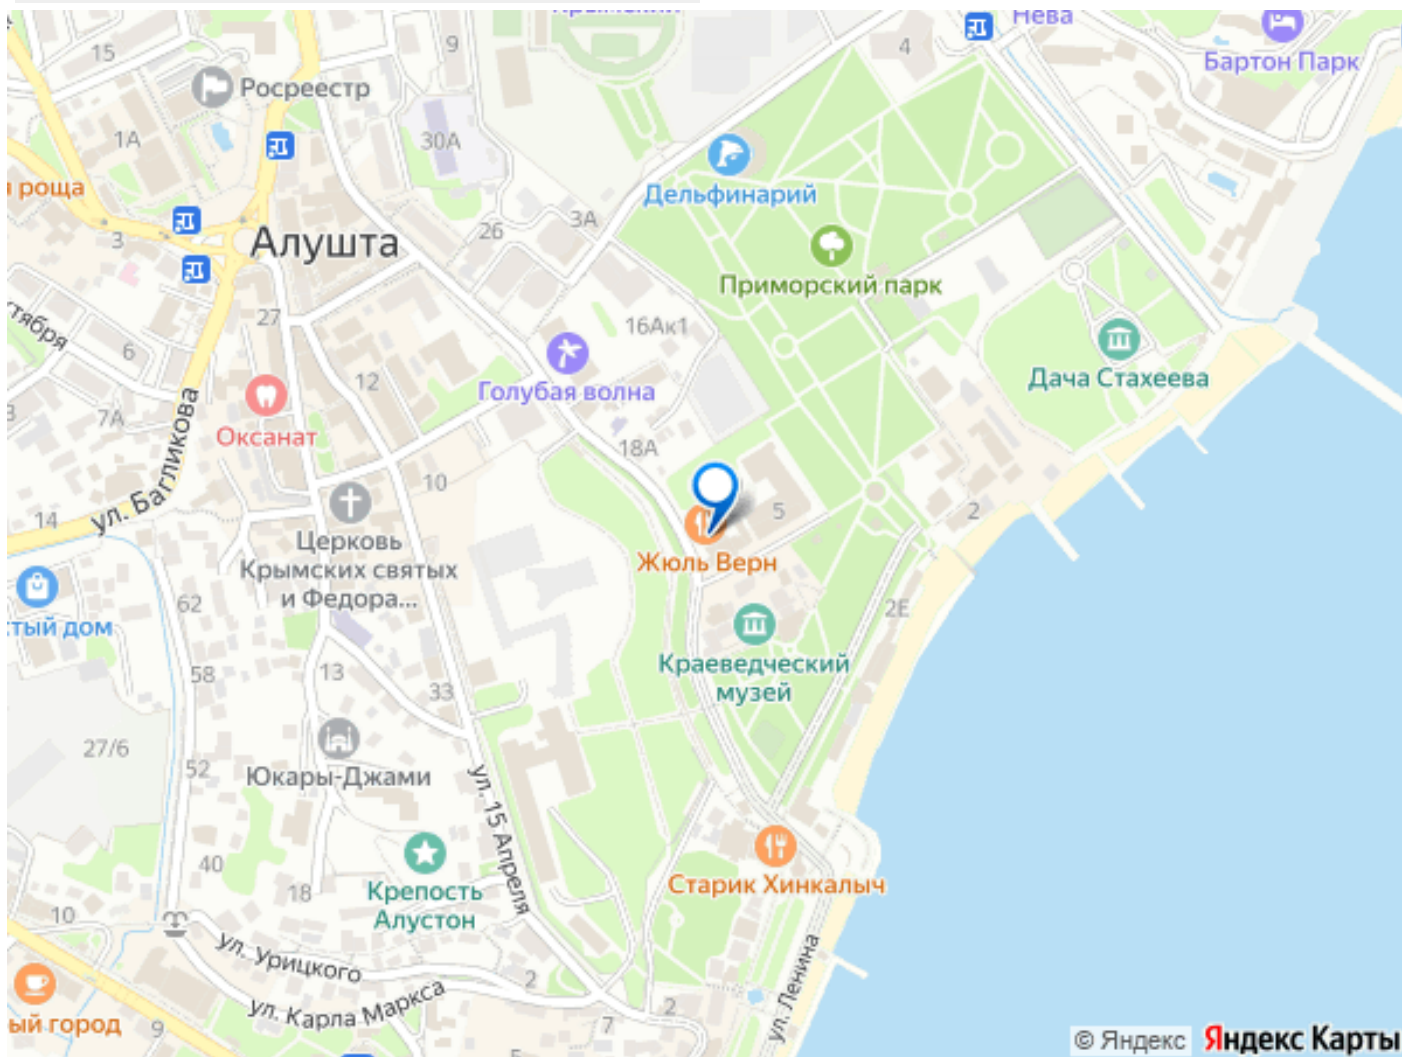 Нева
Бартон Парк
15
9
4
Росреестр
1А
30А
роща
Дельфинарий
3
Алушта
26
3А
Приморский парк
27
16Ак1
6
12
Голубая волна
Дача Стахеева
7А
Оксанат
ул. Багликова
18А
10
14
5
2
Церковь
Крымских святых
и Федора...
Жюль Верн
62
2Е
Краеведческий
музей
58
13
33
27/6
52
Юкары-Джами
ул. 15 Апреля
40
18
Крепость
Алустон
Старик Хинкалыч
10
ул. Урицкого
ул. Карла Маркса
2
2
7
ул. Ленина
ый город
9
© Яндекс Яндекс Карты